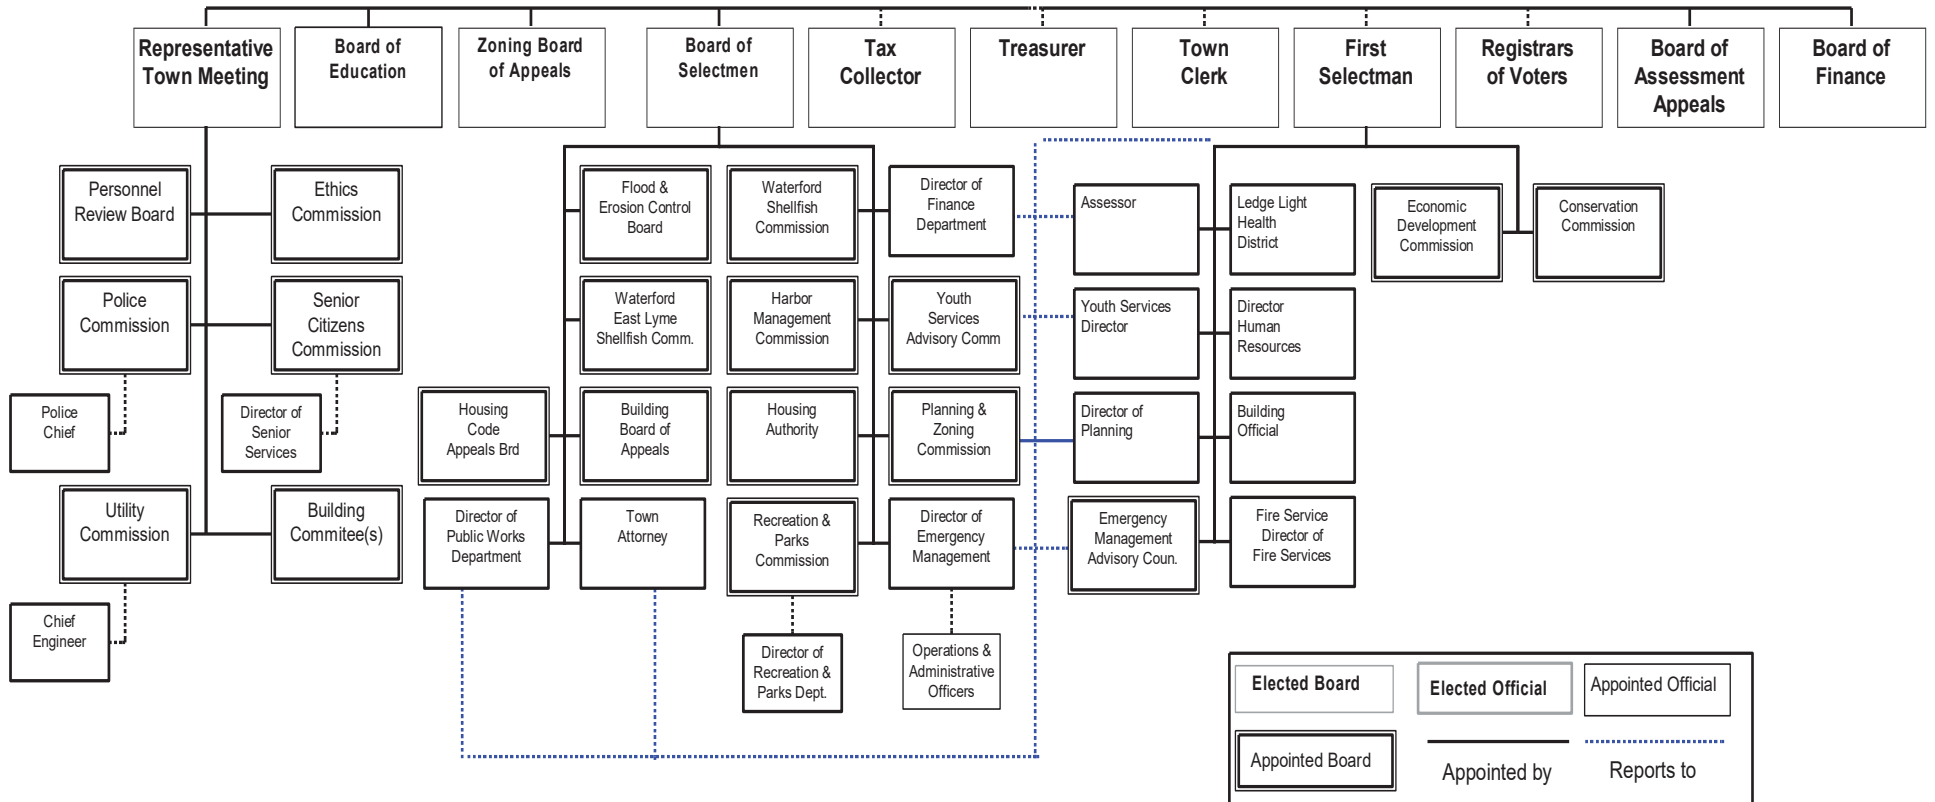 Representative
Town Meeting
Board of
Education
Zoning Board
of Appeals
Board of
Selectmen
Tax
Collector
Treasurer
Town
Clerk
First
Selectman
Registrars
of Voters
Board of
Assessment
Appeals
Board of
Finance
Personnel
Review Board
Ethics
Commission
Police
Commission
Senior
Citizens
Commission
Police
Chief
Director of
Senior
Services
Utility
Commission
Building
Commitee(s)
Chief
Engineer
Flood &
Erosion Control
Board
Waterford
East Lyme
Shellfish Comm.
Housing
Code
Appeals Brd
Building
Board of
Appeals
Director of
Public Works
Department
Town
Attorney
Waterford
Shellfish
Commission
Director of
Finance
Department
Harbor
Management
Commission
Youth
Services
Advisory Comm
Housing
Authority
Planning &
Zoning
Commission
Recreation &
Parks
Commission
Director of
Emergency
Management
Director of
Recreation &
Parks Dept.
Operations &
Administrative
Officers
Assessor
Ledge Light
Health
District
Youth Services
Director
Director
Human
Resources
Director of
Planning
Building
Official
Emergency
Management
Advisory Coun.
Fire Service
Director of
Fire Services
Economic
Development
Commission
Conservation
Commission
Elected Board
Elected Official
Appointed Official
Appointed Board
Appointed by
Reports to